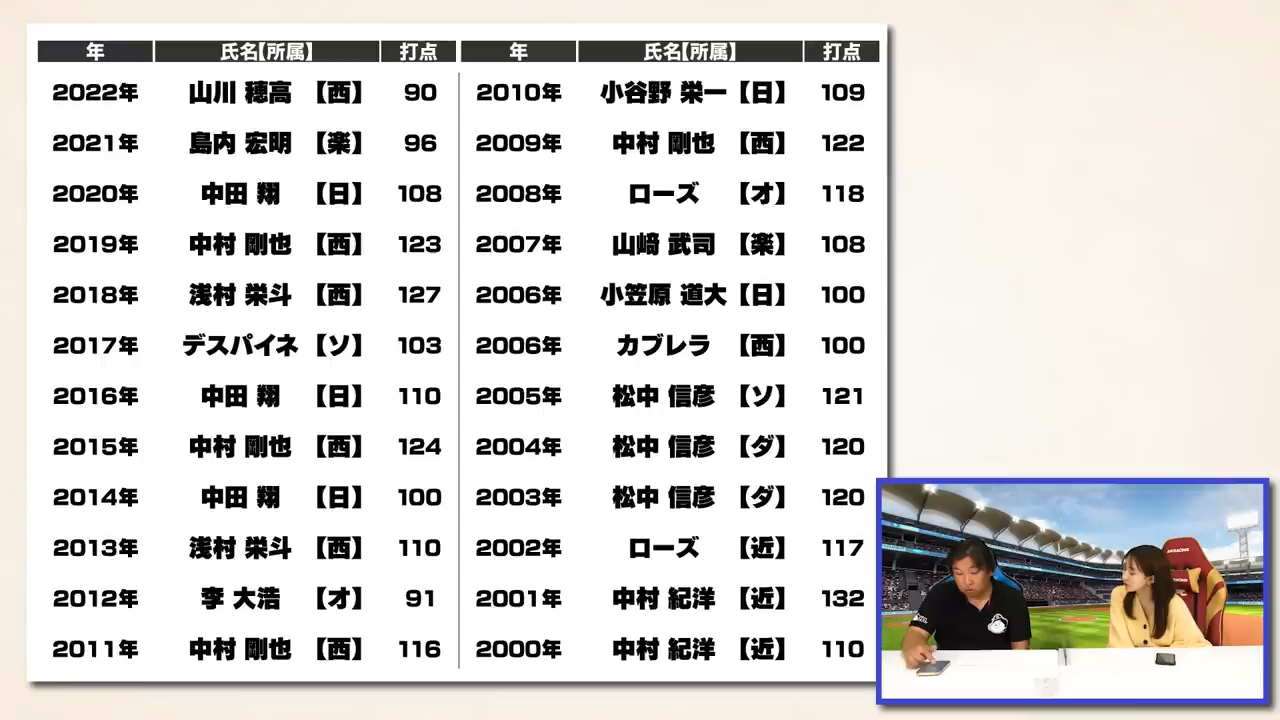 年 氏名【所属】 打点 年 氏名【所属】 打点
2022年 山川 穂高 【西】 90 2010年 小谷野 栄一【日】 109
2021年 島内 宏明 【楽】 96 2009年 中村 剛也 【西】 122
2020年 中田 翔 【日】 108 2008年 ローズ 【オ】 118
2019年 中村 剛也 【西】 123 2007年 山﨑 武司 【楽】 108
2018年 浅村 栄斗 【西】 127 2006年 小笠原 道大【日】 100
2017年 デスパイネ 【ソ】 103 2006年 カブレラ 【西】 100
2016年 中田 翔 【日】 110 2005年 松中 信彦 【ソ】 121
2015年 中村 剛也 【西】 124 2004年 松中 信彦 【ダ】 120
2014年 中田 翔 【日】 100 2003年 松中 信彦 【ダ】 120
2013年 浅村 栄斗 【西】 110 2002年 ローズ 【近】 117
2012年 李 大浩 【オ】 91 2001年 中村 紀洋 【近】 132
2011年 中村 剛也 【西】 116 2000年 中村 紀洋 【近】 110
AKRACING